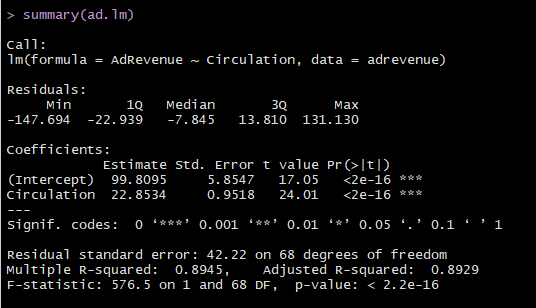 > summary(ad.lm)
Call:
lm(formula = AdRevenue ~ Circulation, data = adrevenue)
Residuals:
     Min       1Q   Median       3Q      Max
-147.694  -22.939   -7.845   13.810  131.130
Coefficients:
            Estimate Std. Error t value Pr(>|t|)
(Intercept)  99.8095     5.8547   17.05   <2e-16 ***
Circulation  22.8534     0.9518   24.01   <2e-16 ***
---
Signif. codes:  0 ‘***’ 0.001 ‘**’ 0.01 ‘*’ 0.05 ‘.’ 0.1 ‘ ’ 1
Residual standard error: 42.22 on 68 degrees of freedom
Multiple R-squared:  0.8945,    Adjusted R-squared:  0.8929
F-statistic: 576.5 on 1 and 68 DF,  p-value: < 2.2e-16